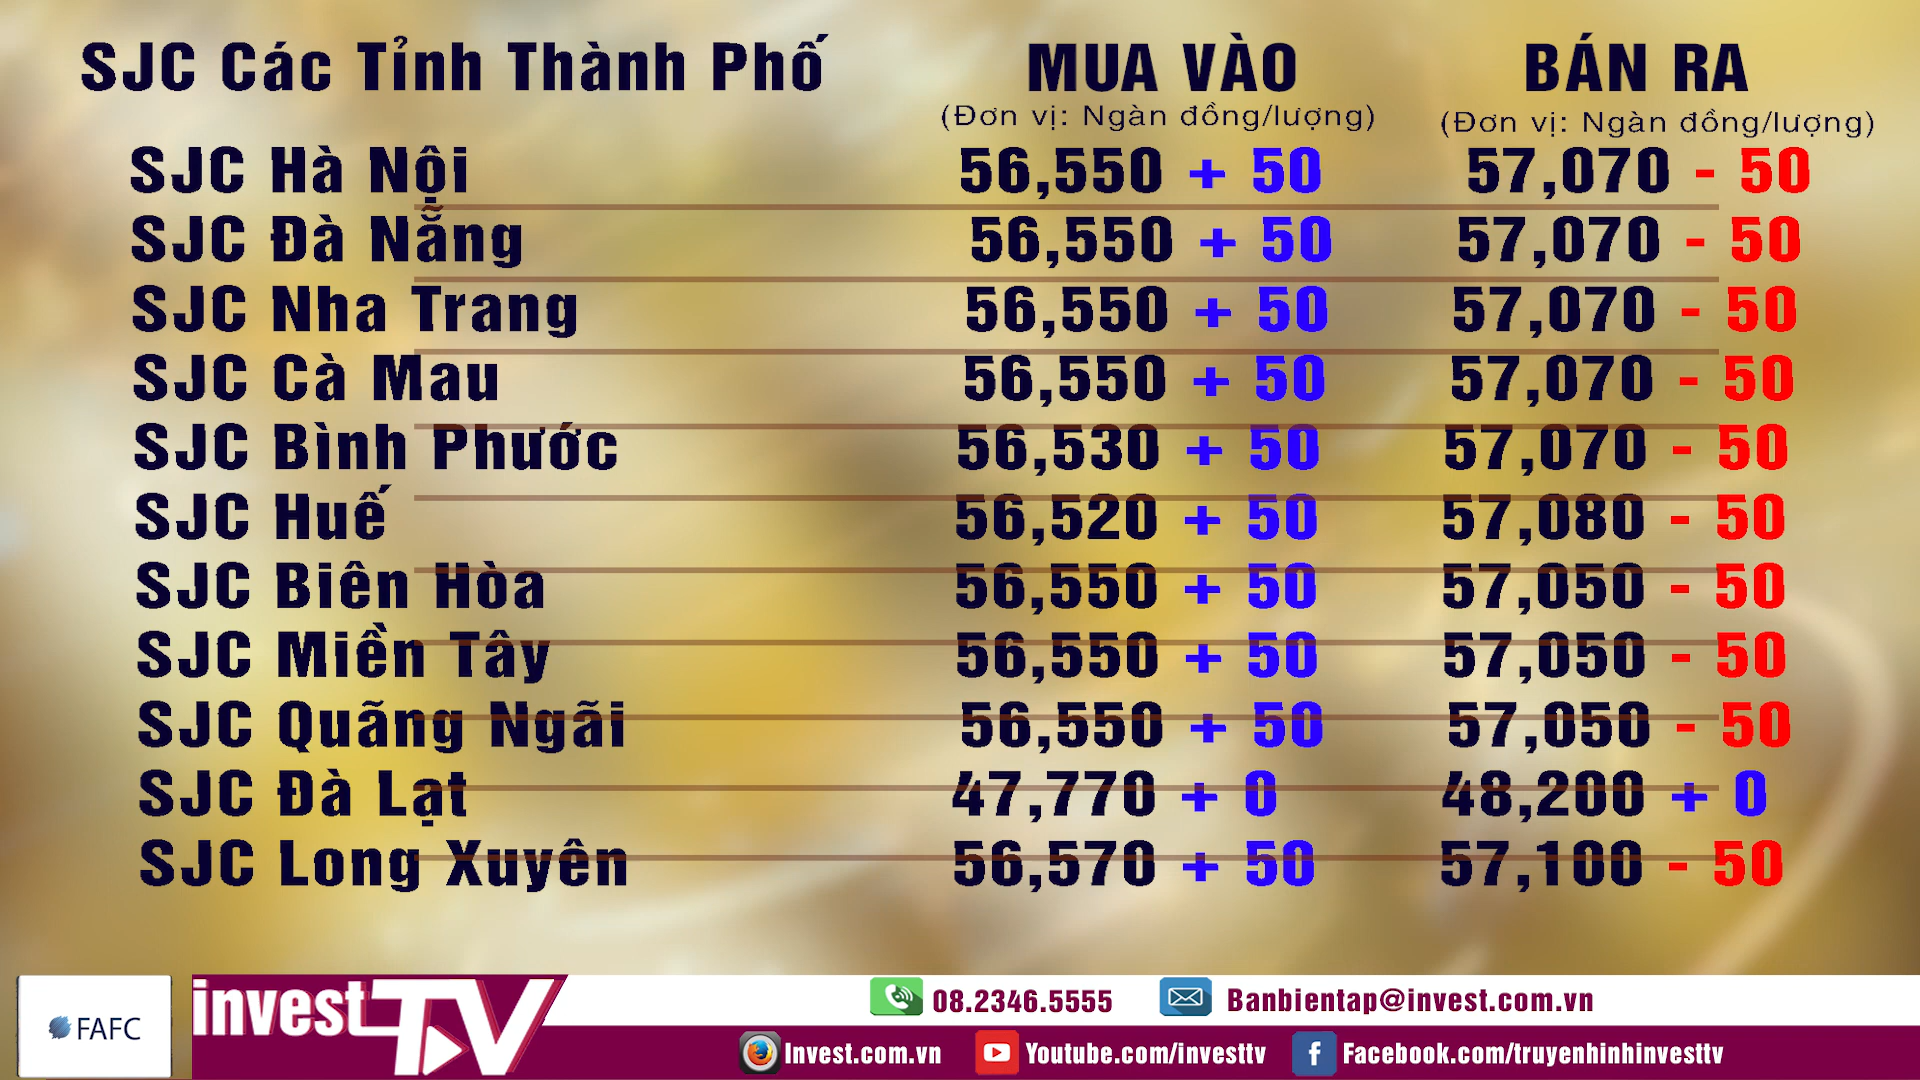 SJC Các Tỉnh Thành Phố MUA VÀO BÁN RA
(Đơn vị: Ngàn đồng/lượng) (Đơn vị: Ngàn đồng/lượng)
SJC Hà Nội 56,550 + 50 57,070 - 50
SJC Đà Nẵng 56,550 + 50 57,070 - 50
SJC Nha Trang 56,550 + 50 57,070 - 50
SJC Cà Mau 56,550 + 50 57,070 - 50
SJC Bình Phước 56,530 + 50 57,070 - 50
SJC Huế 56,520 + 50 57,080 - 50
SJC Biên Hòa 56,550 + 50 57,050 - 50
SJC Miền Tây 56,550 + 50 57,050 - 50
SJC Quãng Ngãi 56,550 + 50 57,050 - 50
SJC Đà Lạt 47,770 + 0 48,200 + 0
SJC Long Xuyên 56,570 + 50 57,100 - 50
FAFC
invest TV
08.2346.5555 Banbientap@invest.com.vn
Invest.com.vn Youtube.com/investtv Facebook.com/truyenhinhinvesttv